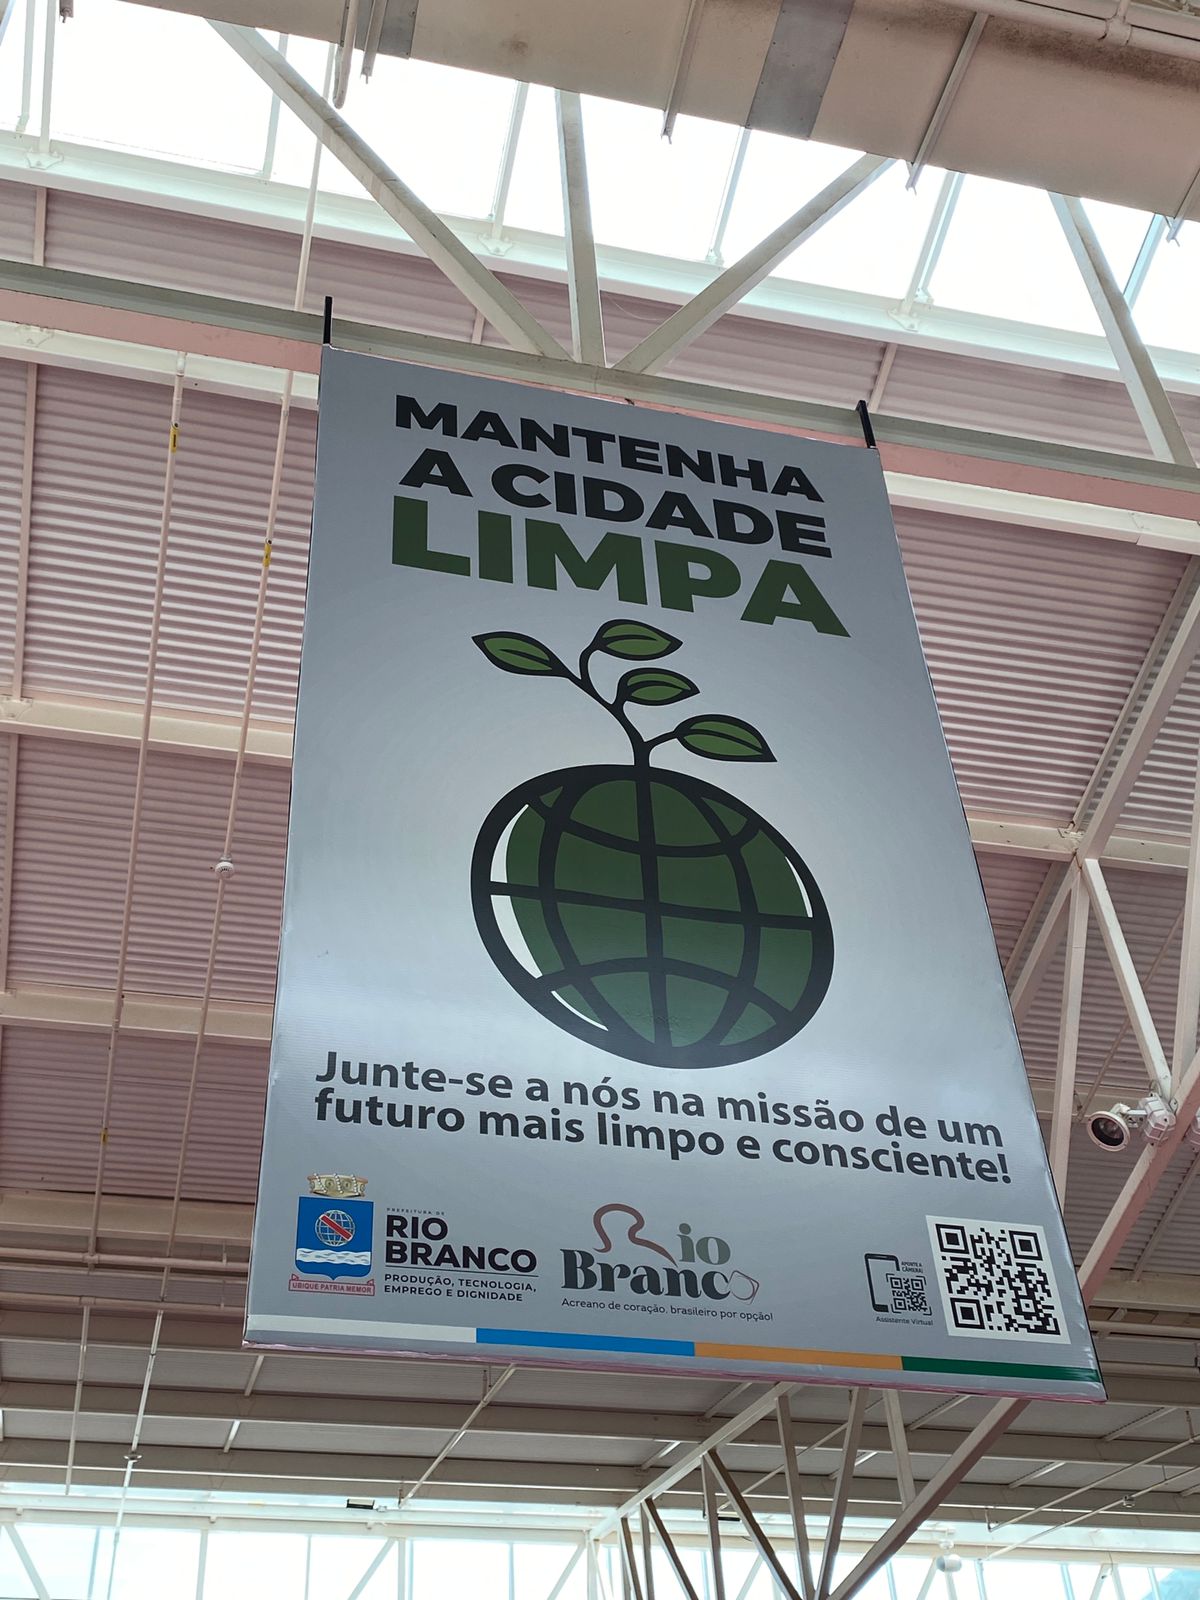 MANTENHA
A CIDADE
LIMPA
Junte-se a nós na missão de um
futuro mais limpo e consciente!
UBIQUE PATRIA MEMOR
PREFEITURA DE
RIO
BRANCO
PRODUÇÃO, TECNOLOGIA,
EMPREGO E DIGNIDADE
Rio
Branco
Acreano de coração, brasileiro por opção!
APONTE A
CÂMERA!
Assistente Virtual